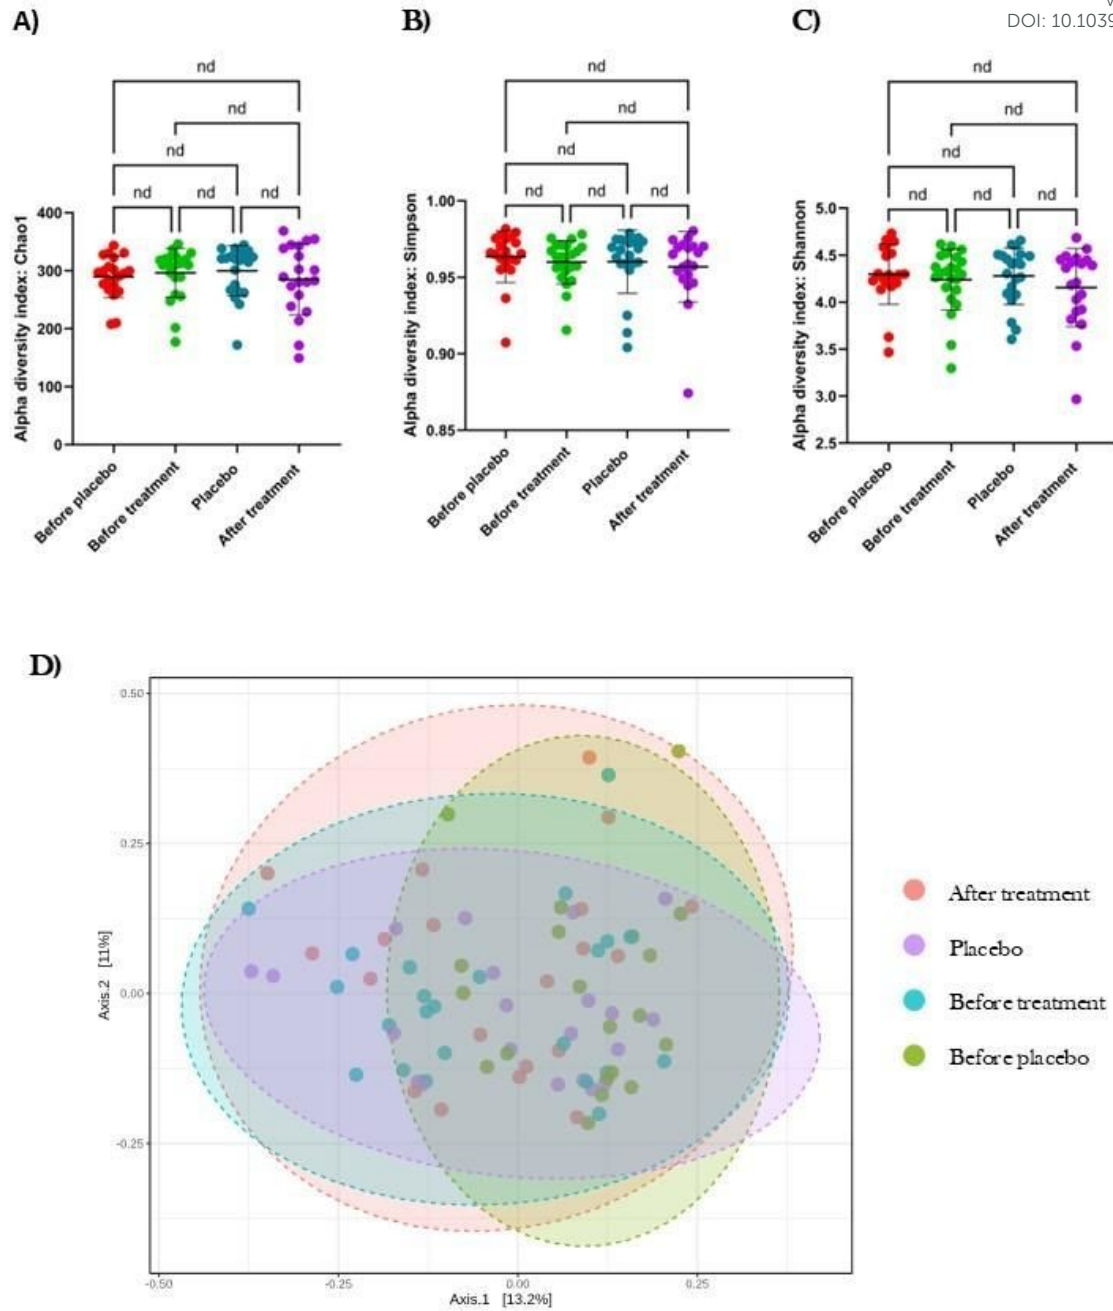 A)
B)
C)
DOI: 10.1039
nd
nd
nd
nd
nd
nd
Alpha diversity index: Chao1
400
300
200
100
0
Before placebo
Before treatment
Placebo
After treatment
nd
nd
nd
nd
nd
nd
Alpha diversity index: Simpson
1.00
0.95
0.90
0.85
Before placebo
Before treatment
Placebo
After treatment
nd
nd
nd
nd
nd
nd
Alpha diversity index: Shannon
5.0
4.5
4.0
3.5
3.0
2.5
Before placebo
Before treatment
Placebo
After treatment
D)
0.50
0.25
0.00
-0.25
Axis.2 [11%]
-0.50
-0.25
0.00
0.25
Axis.1 [13.2%]
After treatment
Placebo
Before treatment
Before placebo